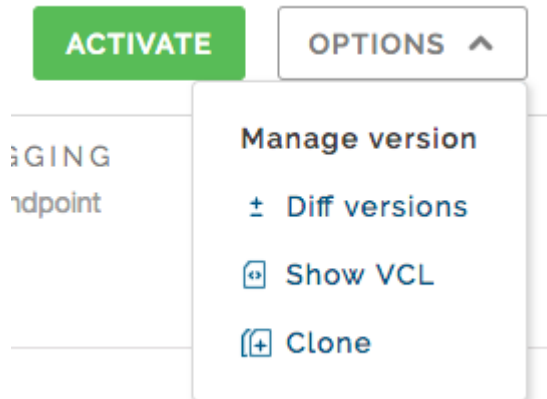 ACTIVATE
OPTIONS
GGING
ndpoint
Manage version
Diff versions
Show VCL
Clone